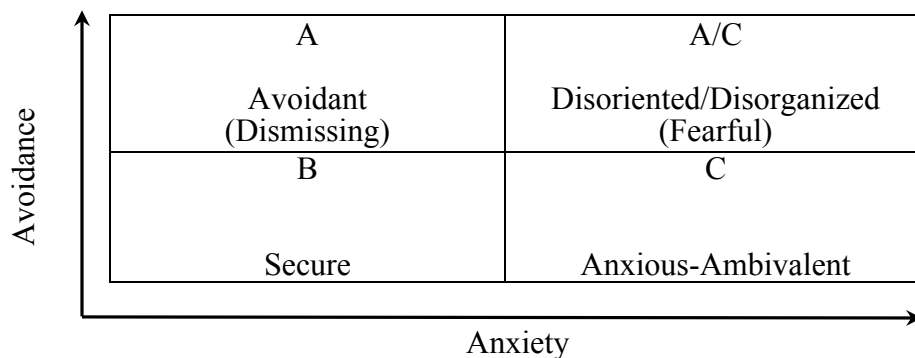 A
Avoidant
(Dismissing)
A/C
Disoriented/Disorganized
(Fearful)
B
Secure
C
Anxious-Ambivalent
Avoidance
Anxiety